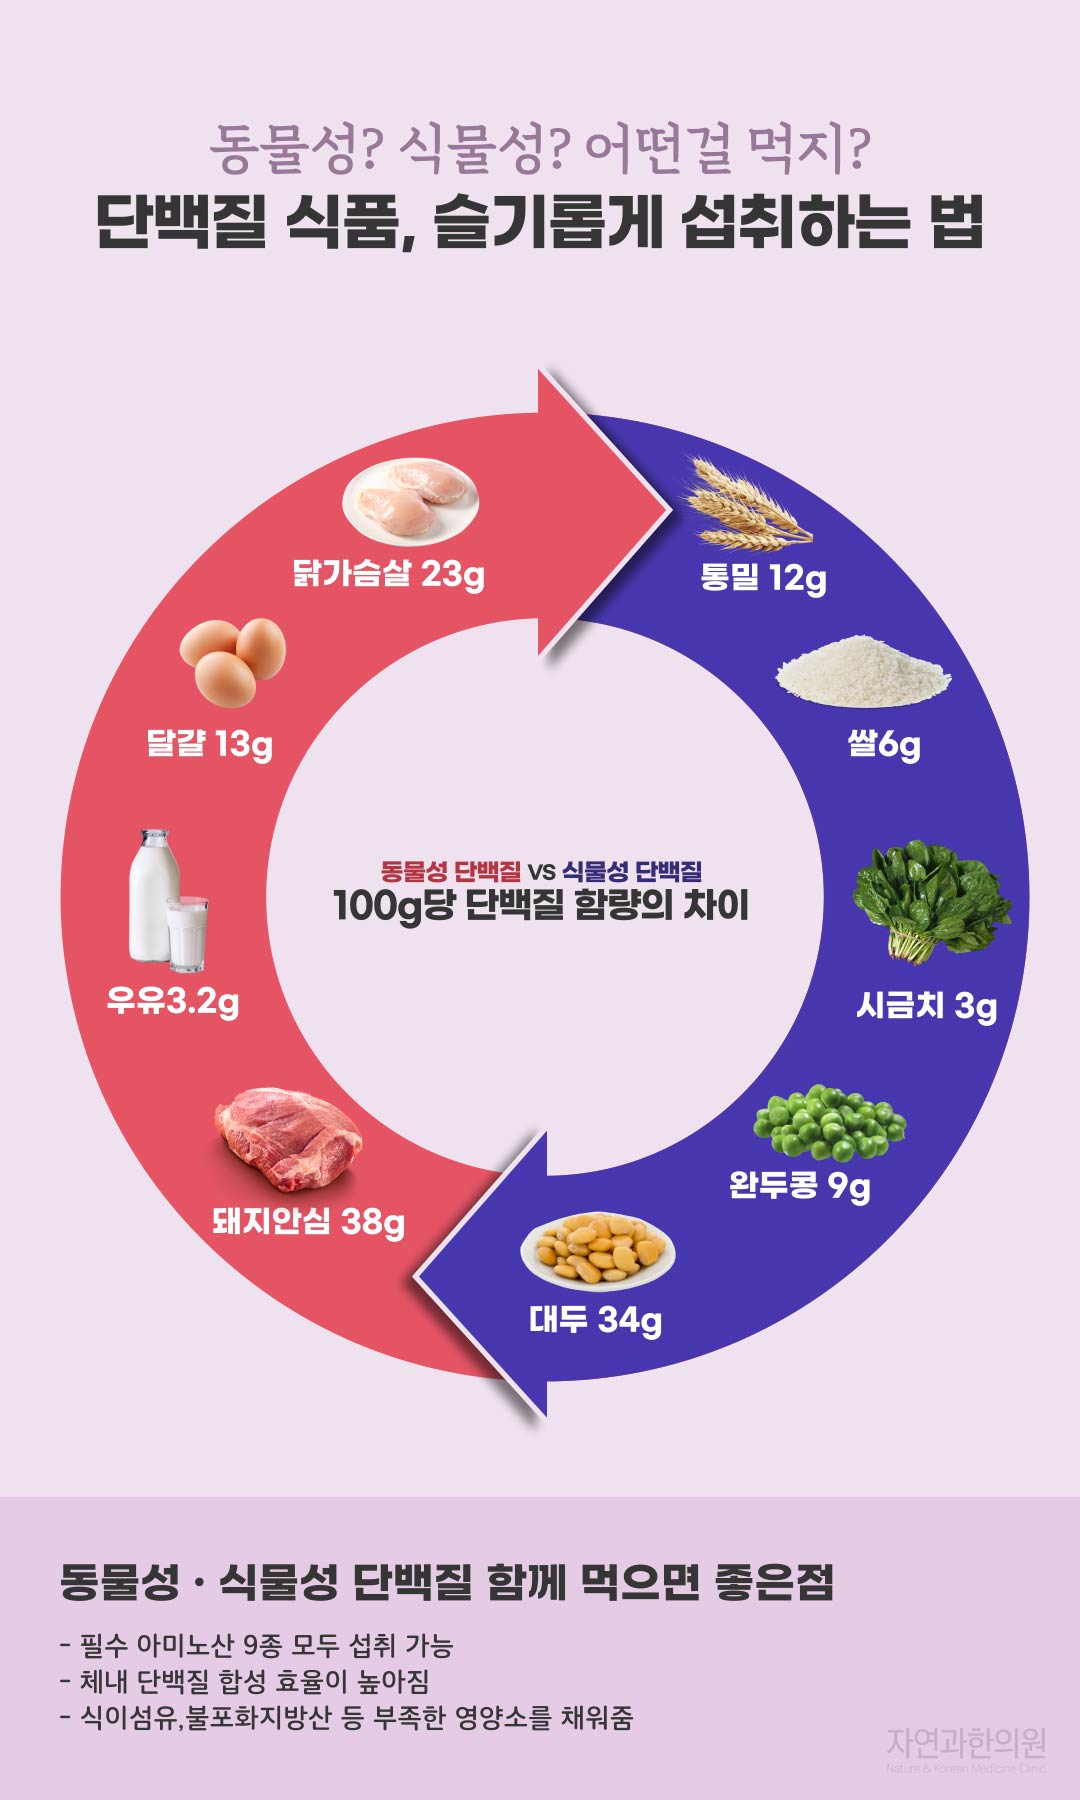 동물성? 식물성? 어떤걸 먹지?
단백질 식품, 슬기롭게 섭취하는 법
닭가슴살 23g
통밀 12g
달걀 13g
쌀6g
동물성 단백질 VS 식물성 단백질
100g당 단백질 함량의 차이
우유3.2g
시금치 3g
돼지안심 38g
완두콩 9g
대두 34g
동물성 · 식물성 단백질 함께 먹으면 좋은점
- 필수 아미노산 9종 모두 섭취 가능
- 체내 단백질 합성 효율이 높아짐
- 식이섬유,불포화지방산 등 부족한 영양소를 채워줌
자연과한의원
Nature & Korean Medicine Clinic